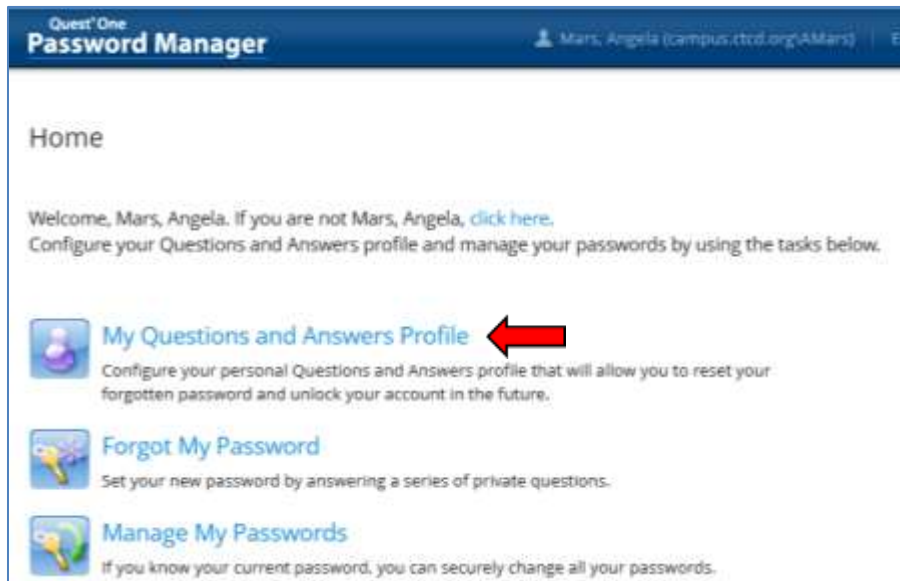 Quest One
Password Manager
Mars, Angela (campus.ctcd.org\AMars)
Home
Welcome, Mars, Angela. If you are not Mars, Angela, click here.
Configure your Questions and Answers profile and manage your passwords by using the tasks below.
My Questions and Answers Profile
Configure your personal Questions and Answers profile that will allow you to reset your
forgotten password and unlock your account in the future.
Forgot My Password
Set your new password by answering a series of private questions.
Manage My Passwords
If you know your current password, you can securely change all your passwords.